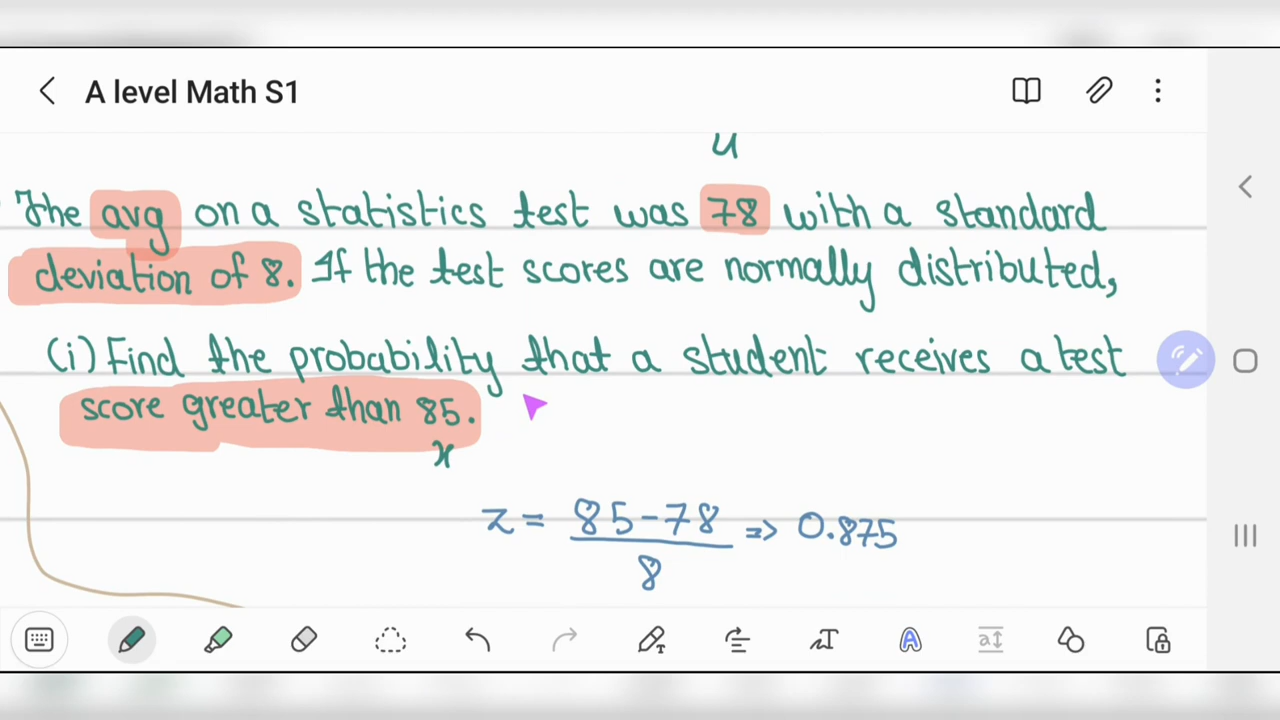 A level Math S1
u
The avg on a statistics test was 78 with a standard
deviation of 8. If the test scores are normally distributed,
(i) Find the probability that a student receives a test
score greater than 85.
x
z = 85-78 => 0.875
8